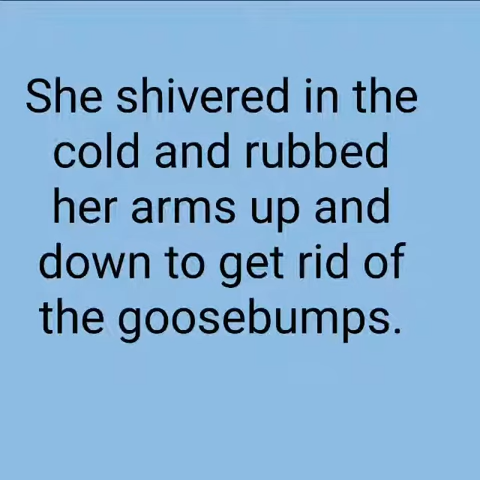 She shivered in the
cold and rubbed
her arms up and
down to get rid of
the goosebumps.